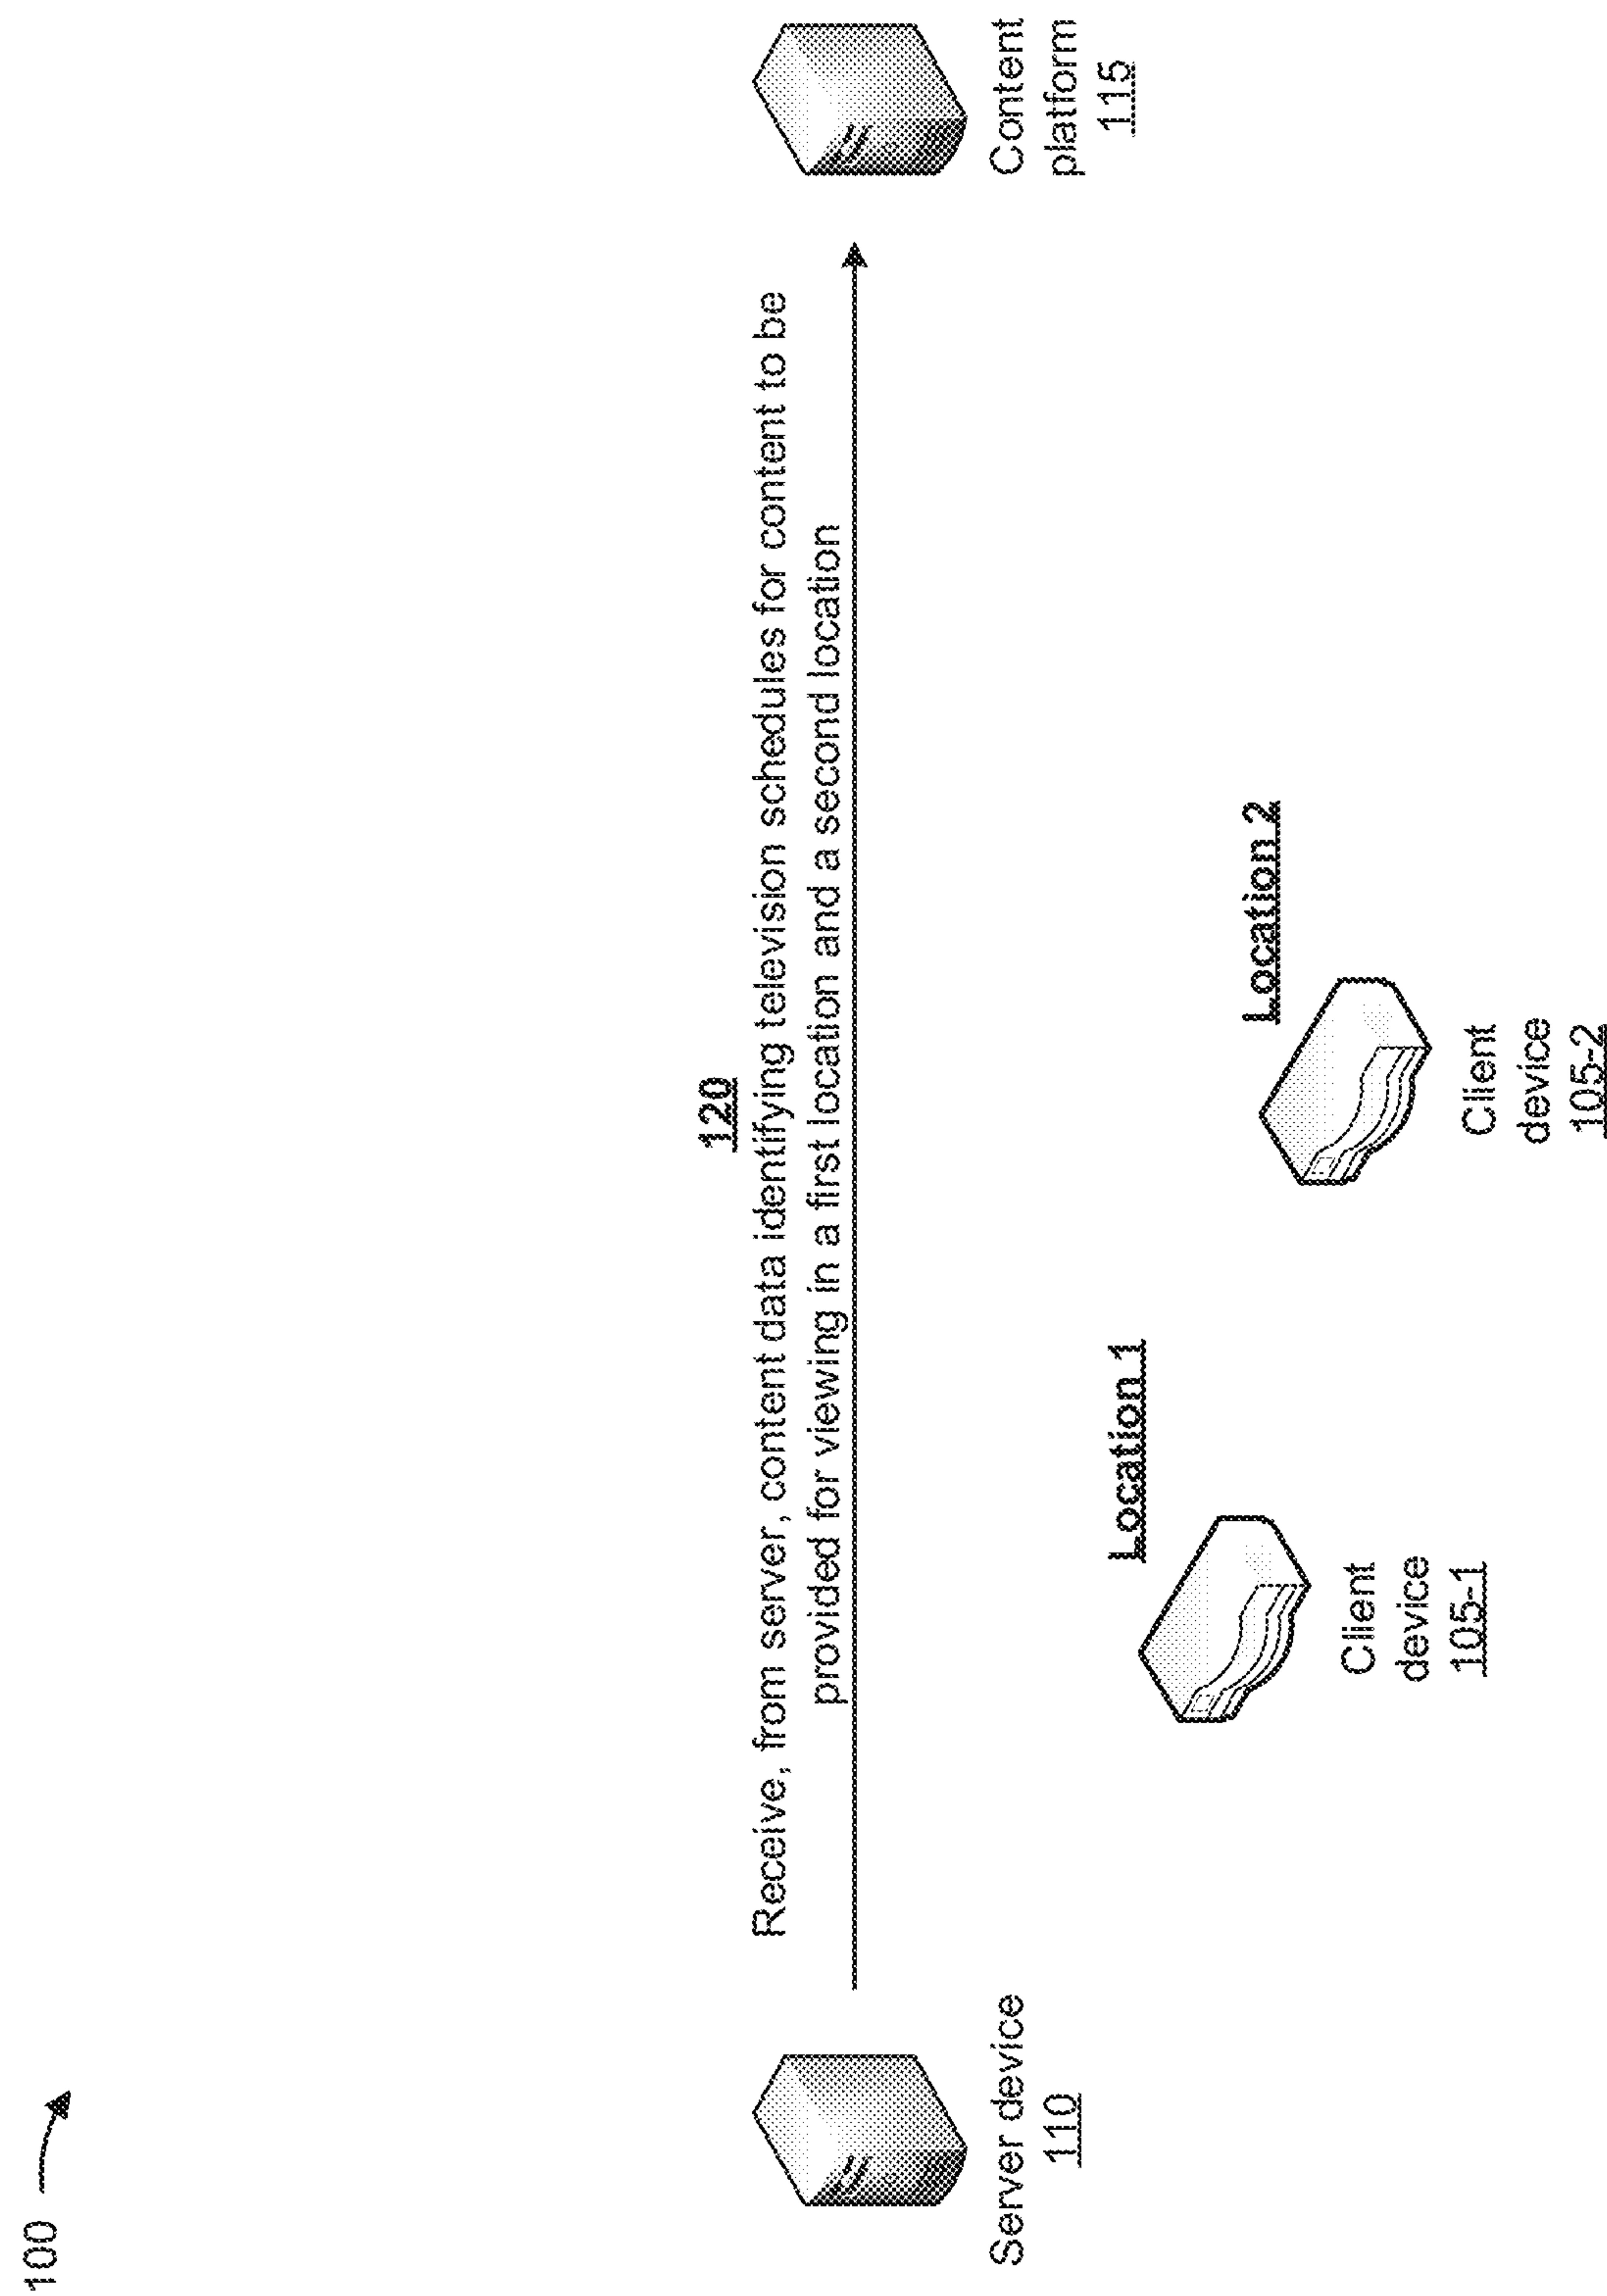 100
120
Receive, from server, content data identifying television schedules for content to be
provided for viewing in a first location and a second location
Server device
110
Content
platform
115
Location 1
Client
device
105-1
Location 2
Client
device
105-2